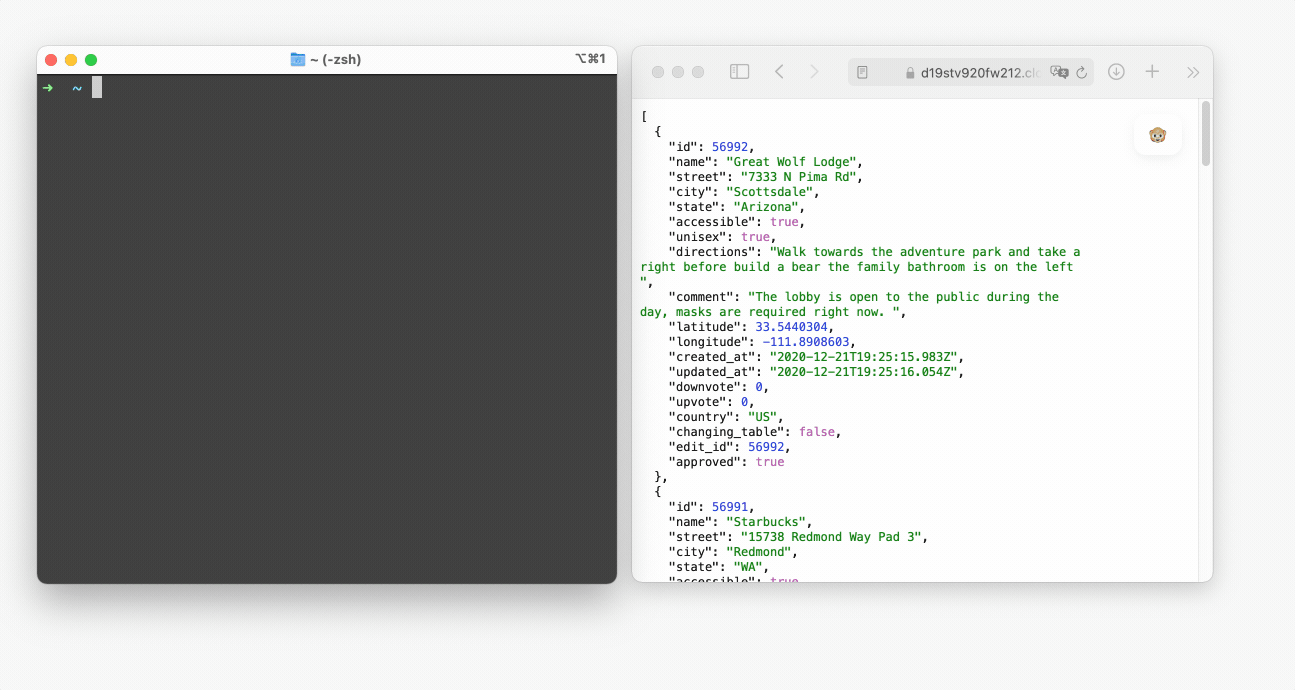 ~ (-zsh)
⌥⌘1
➜ ~
d19stv920fw212.clo
[
{
"id": 56992,
"name": "Great Wolf Lodge",
"street": "7333 N Pima Rd",
"city": "Scottsdale",
"state": "Arizona",
"accessible": true,
"unisex": true,
"directions": "Walk towards the adventure park and take a
right before build a bear the family bathroom is on the left
",
"comment": "The lobby is open to the public during the
day, masks are required right now. ",
"latitude": 33.5440304,
"longitude": -111.8908603,
"created_at": "2020-12-21T19:25:15.983Z",
"updated_at": "2020-12-21T19:25:16.054Z",
"downvote": 0,
"upvote": 0,
"country": "US",
"changing_table": false,
"edit_id": 56992,
"approved": true
},
{
"id": 56991,
"name": "Starbucks",
"street": "15738 Redmond Way Pad 3",
"city": "Redmond",
"state": "WA",
"accessible": true